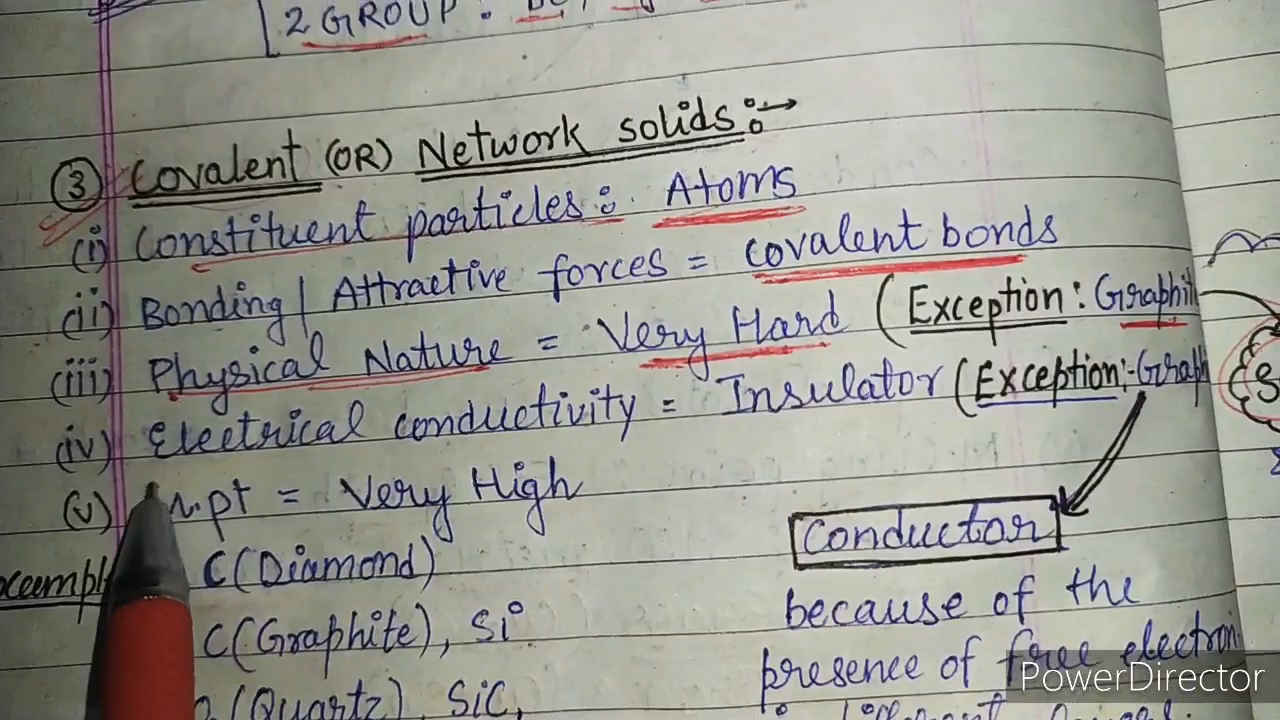 2 GROUP.
③ Covalent (OR) Network solids:→
(i) Constituent particles: Atoms
(ii) Bonding| Attractive forces = covalent bonds
(iii) Physical Nature = Very Hard (Exception: Graphit
(iv) Electrical conductivity = Insulator (Exception:-Graph
(v) m.pt = Very High
C(Diamond)
C(Graphite), Si
(Quartz), SiC,
Conductor
because of the
presence of free electron
PowerDirector